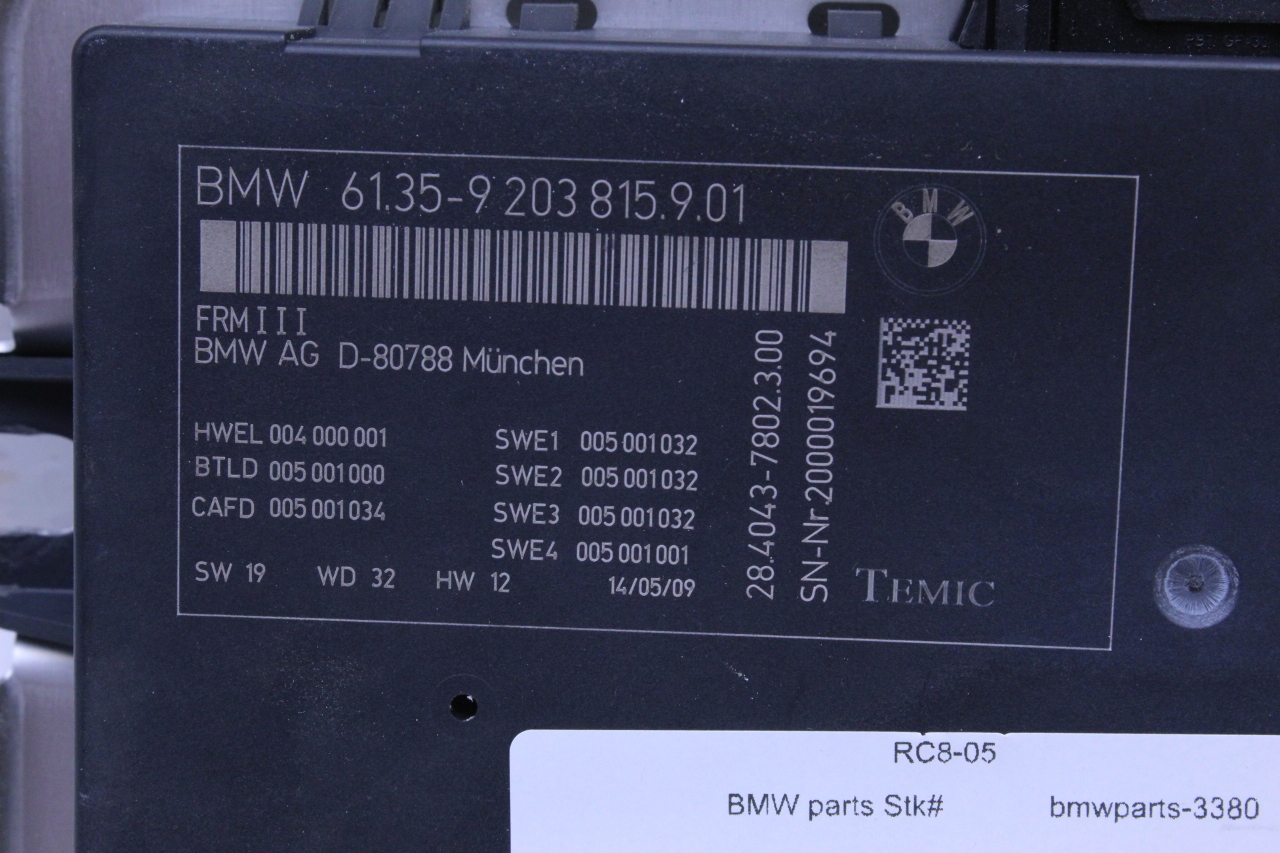 BMW 61.35-9 203 815.9.01
BMW
FRMIII
BMW AG D-80788 München
HWEL 004 000 001
BTLD 005 001 000
CAFD 005 001 034
SWE1 005 001 032
SWE2 005 001 032
SWE3 005 001 032
SWE4 005 001 001
SW 19 WD 32 HW 12 14/05/09
28.4043-7802.3.00
SN-Nr.2000019694
TEMIC
RC8-05
BMW parts Stk# bmwparts-3380